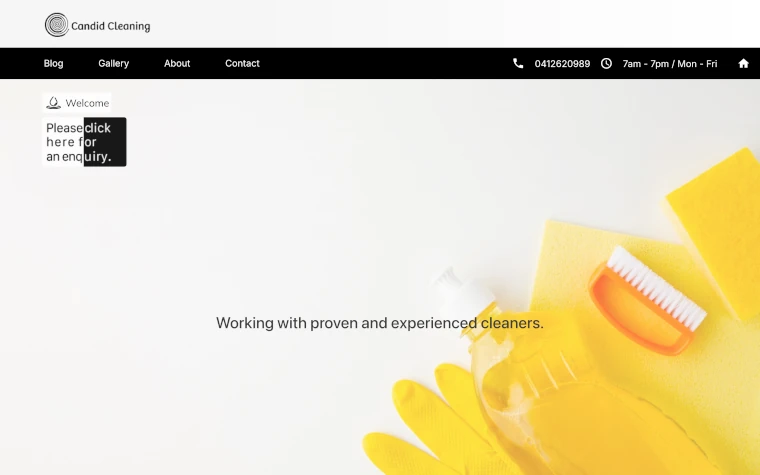 Candid Cleaning
Blog Gallery About Contact 0412620989 7am - 7pm / Mon - Fri
Welcome
Please click
here for
an enquiry.
Working with proven and experienced cleaners.